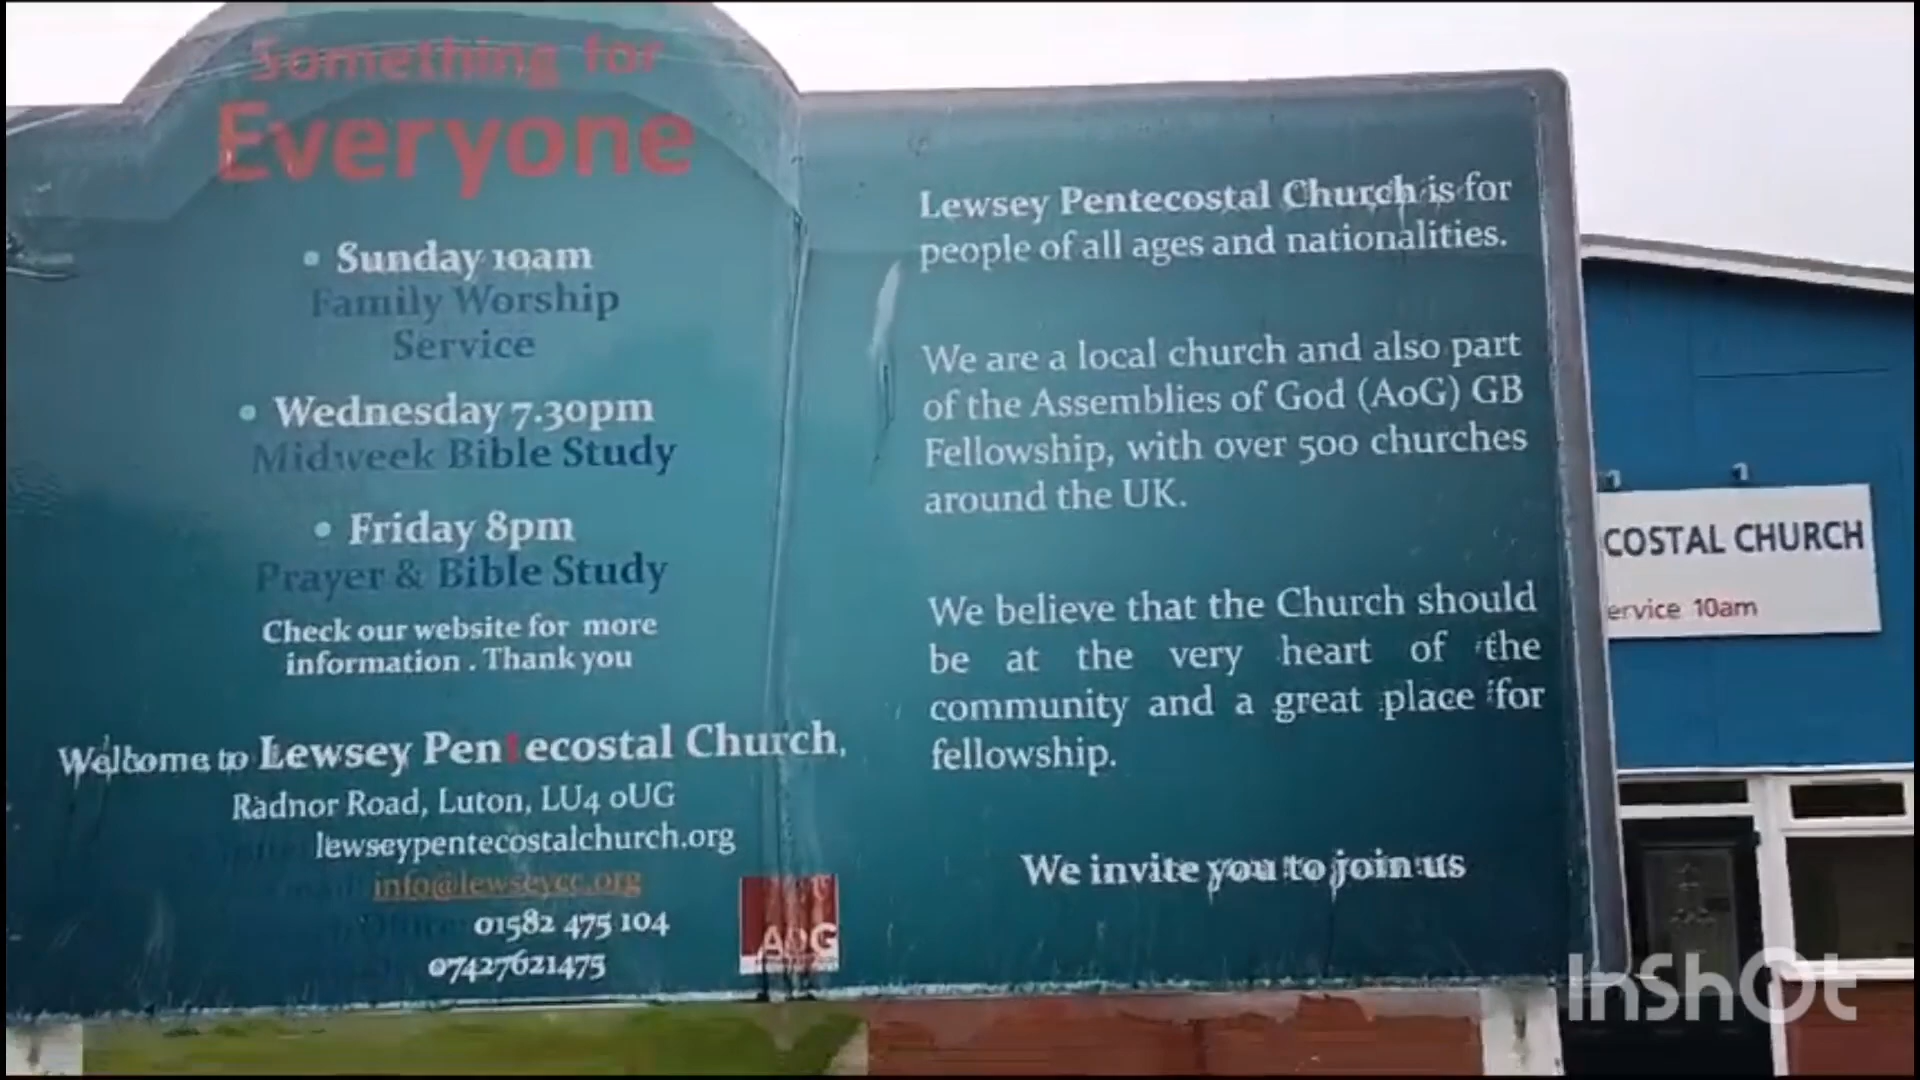 Something for
Everyone
• Sunday 10am
Family Worship
Service
• Wednesday 7.30pm
Midweek Bible Study
• Friday 8pm
Prayer & Bible Study
Check our website for more
information . Thank you
Welcome to Lewsey Pentecostal Church,
Radnor Road, Luton, LU4 0UG
lewseypentecostalchurch.org
info@lewseycc.org
01582 475 104
07427621475
AOG
Lewsey Pentecostal Church is for
people of all ages and nationalities.
We are a local church and also part
of the Assemblies of God (AoG) GB
Fellowship, with over 500 churches
around the UK.
We believe that the Church should
be at the very heart of the
community and a great place for
fellowship.
We invite you to join us
COSTAL CHURCH
ervice 10am
InShOt